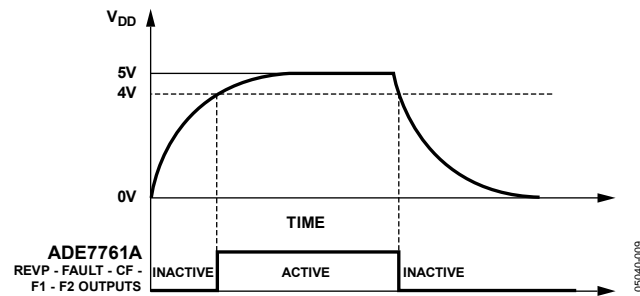 VDD
5V
4V
0V
TIME
ADE7761A
REVP - FAULT - CF -
F1 - F2 OUTPUTS
INACTIVE
ACTIVE
INACTIVE
05040-009